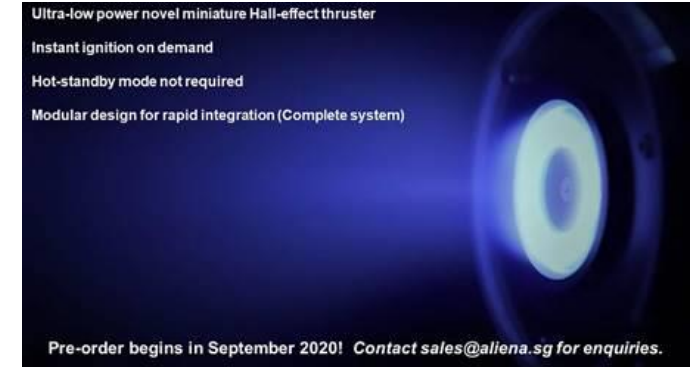 Ultra-low power novel miniature Hall-effect thruster
Instant ignition on demand
Hot-standby mode not required
Modular design for rapid integration (Complete system)
Pre-order begins in September 2020! Contact sales@aliena.sg for enquiries.